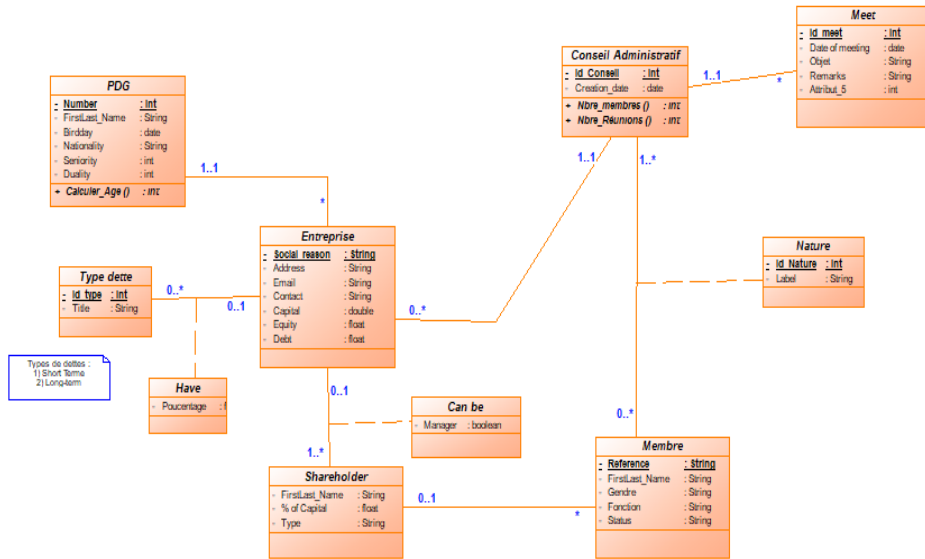 Meet
- Id_meet : Int
- Date of meeting : date
- Objet : String
- Remarks : String
- Attribut_5 : int
Conseil Administratif
- Id_Conseil : Int
- Creation_date : date
+ Nbre_membres () : int
+ Nbre_Réunions () : int
1..1
*
PDG
- Number : Int
- FirstLast_Name : String
- Birdday : date
- Nationality : String
- Seniority : int
- Duality : int
+ Calculer_Age () : int
1..1
*
1..1
1..*
Entreprise
- Social_reason : String
- Address : String
- Email : String
- Contact : String
- Capital : double
- Equity : float
- Debt : float
Nature
- Id_Nature : Int
- Label : String
Type dette
- Id_type : Int
- Title : String
0..*
0..1
0..*
Types de dettes :
1) Short Terme
2) Long-term
Have
- Poucentage
0..1
Can be
- Manager : boolean
1..*
0..*
Shareholder
- FirstLast_Name : String
- % of Capital : float
- Type : String
0..1
*
Membre
- Reference : String
- FirstLast_Name : String
- Gendre : String
- Fonction : String
- Status : String